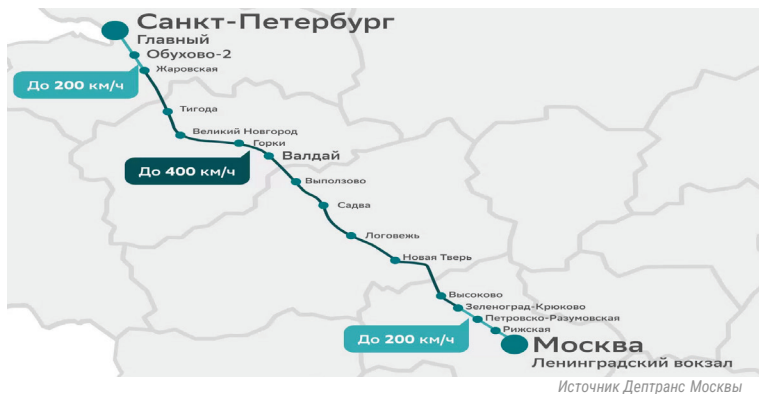 Санкт-Петербург
Главный
Обухово-2
Жаровская
До 200 км/ч
Тигода
Великий Новгород
Горки
До 400 км/ч
Валдай
Выползово
Садва
Логовежь
Новая Тверь
Высоково
Зеленоград-Крюково
Петровско-Разумовская
До 200 км/ч
Рижская
Москва
Ленинградский вокзал
Источник Дептранс Москвы